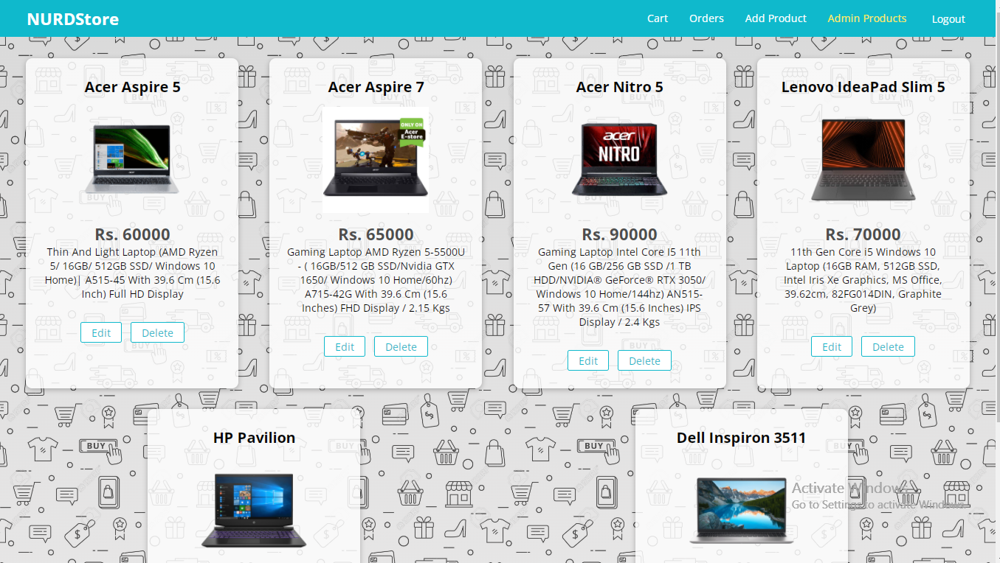 NURDStore
Cart
Orders
Add Product
Admin Products
Logout
Acer Aspire 5
Rs. 60000
Thin And Light Laptop (AMD Ryzen
5/ 16GB/ 512GB SSD/ Windows 10
Home)| A515-45 With 39.6 Cm (15.6
Inch) Full HD Display
Edit
Delete
Acer Aspire 7
ONLY ON
Acer
E-store
Rs. 65000
Gaming Laptop AMD Ryzen 5-5500U
- ( 16GB/512 GB SSD/Nvidia GTX
1650/ Windows 10 Home/60hz)
A715-42G With 39.6 Cm (15.6
Inches) FHD Display / 2.15 Kgs
Edit
Delete
Acer Nitro 5
acer
NITRO
Rs. 90000
Gaming Laptop Intel Core I5 11th
Gen (16 GB/256 GB SSD /1 TB
HDD/NVIDIA® GeForce® RTX 3050/
Windows 10 Home/144hz) AN515-
57 With 39.6 Cm (15.6 Inches) IPS
Display / 2.4 Kgs
Edit
Delete
Lenovo IdeaPad Slim 5
Rs. 70000
11th Gen Core i5 Windows 10
Laptop (16GB RAM, 512GB SSD,
Intel Iris Xe Graphics, MS Office,
39.62cm, 82FG014DIN, Graphite
Grey)
Edit
Delete
HP Pavilion
Dell Inspiron 3511
BUY
BUY
BUY
Activate Windows
Go to Settings to activate Windows.